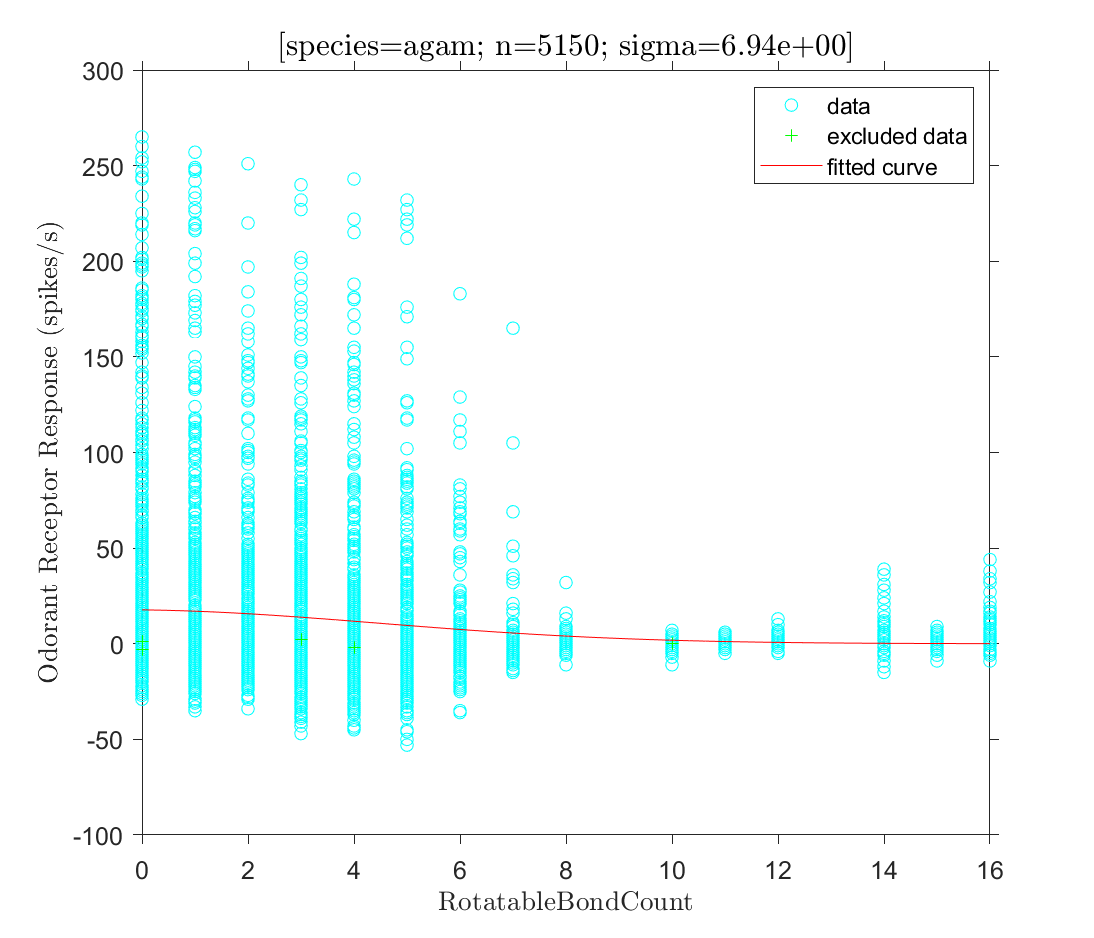 [species=agam; n=5150; sigma=6.94e+00]
300
250
200
150
100
50
0
-50
-100
Odorant Receptor Response (spikes/s)
data
excluded data
fitted curve
0 2 4 6 8 10 12 14 16
RotatableBondCount